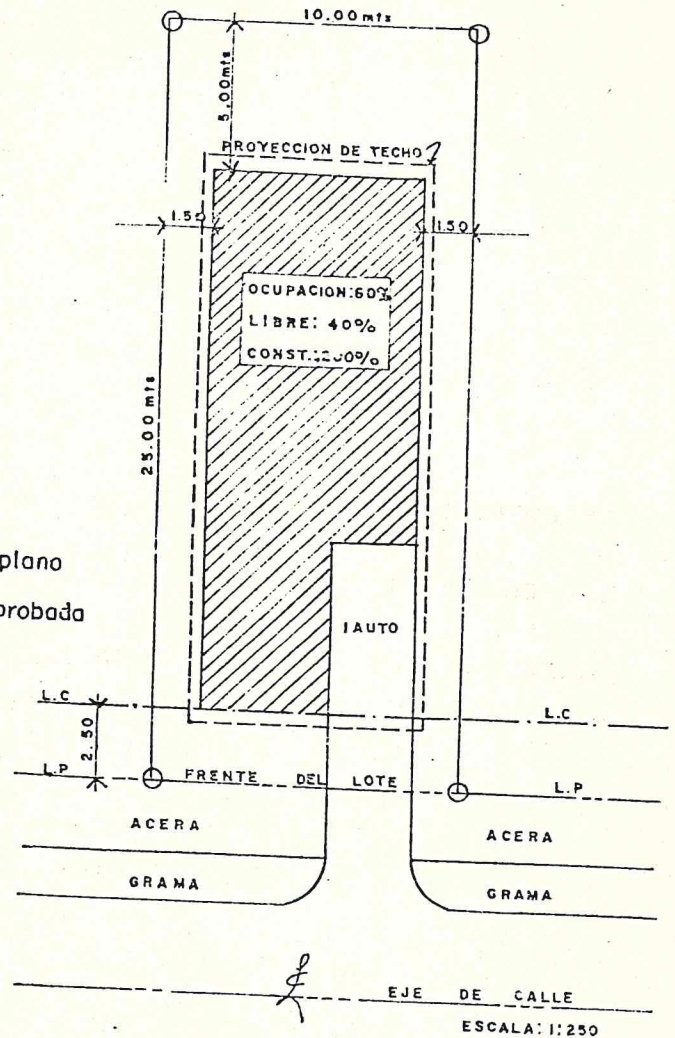 10.00 mts
5.00 mts
PROYECCION DE TECHO
1.50
1.50
OCUPACION:60%
LIBRE: 40%
25.00 mts
CONST.:
plano
probada
1 AUTO
L.C
L.C
2.50
L.P
FRENTE DEL LOTE
L.P
ACERA
ACERA
GRAMA
GRAMA
EJE DE CALLE
ESCALA: 1:250